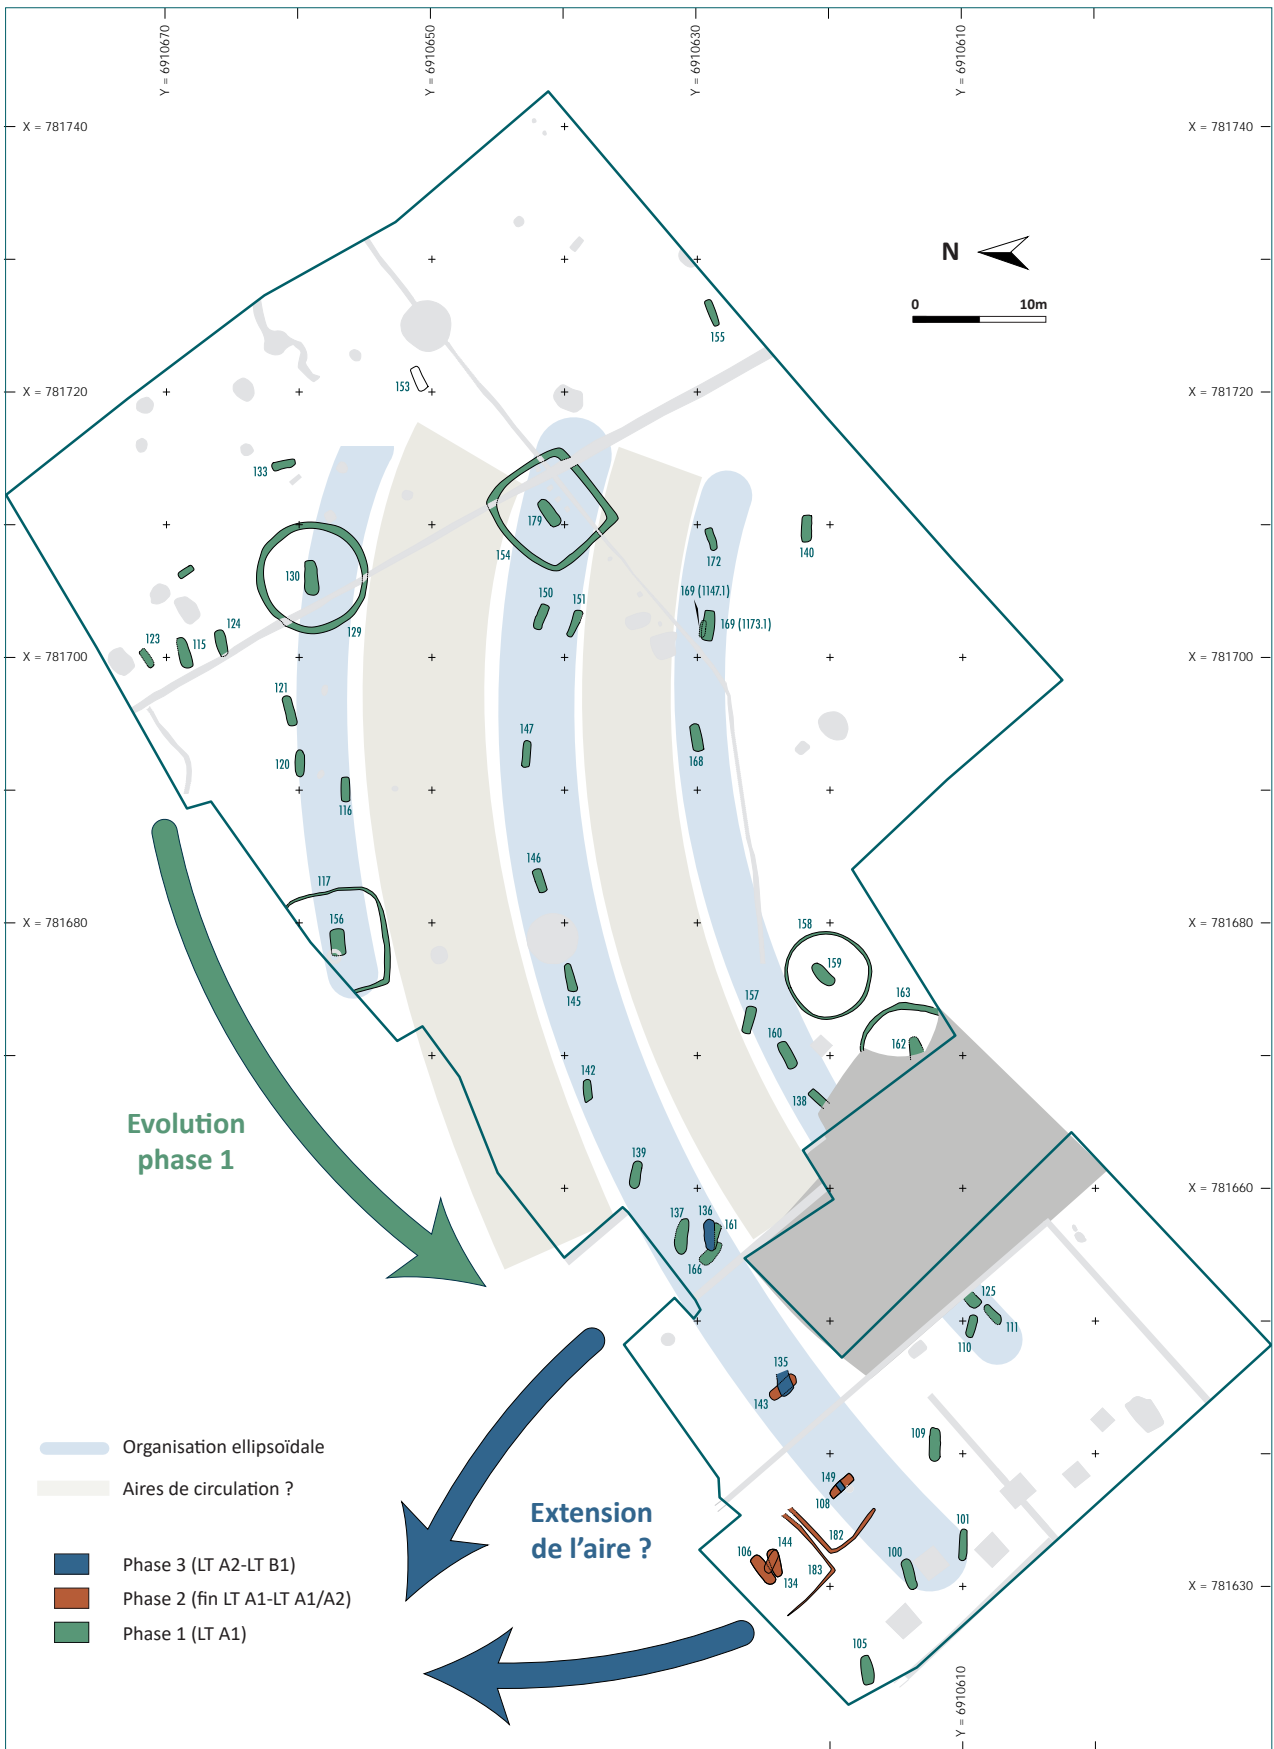 Y = 6910670
Y = 6910650
Y = 6910630
Y = 6910610
X = 781740
X = 781740
N
0
10m
155
153
X = 781720
X = 781720
133
179
154
140
172
130
129
150
151
169 (1147.1)
169 (1173.1)
124
123
115
X = 781700
X = 781700
121
147
120
168
116
146
117
156
X = 781680
158
X = 781680
159
145
157
163
160
162
142
138
Evolution
phase 1
139
X = 781660
137
136
161
166
125
111
110
135
143
Organisation ellipsoïdale
109
Aires de circulation ?
149
108
Extension
de l’aire ?
182
101
144
106
134
183
100
X = 781630
Phase 3 (LT A2-LT B1)
Phase 2 (fin LT A1-LT A1/A2)
Phase 1 (LT A1)
105
Y = 6910610